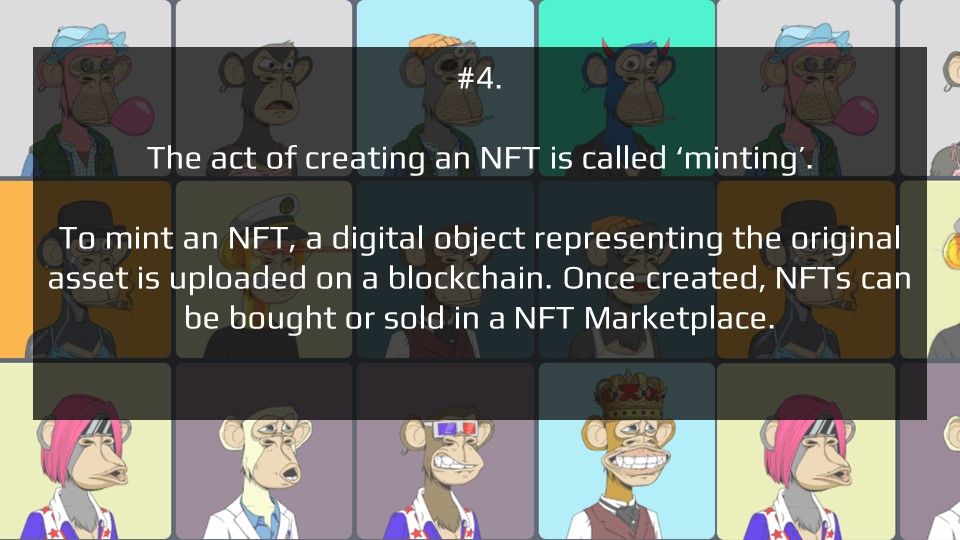 #4.
The act of creating an NFT is called ‘minting’.
To mint an NFT, a digital object representing the original
asset is uploaded on a blockchain. Once created, NFTs can
be bought or sold in a NFT Marketplace.